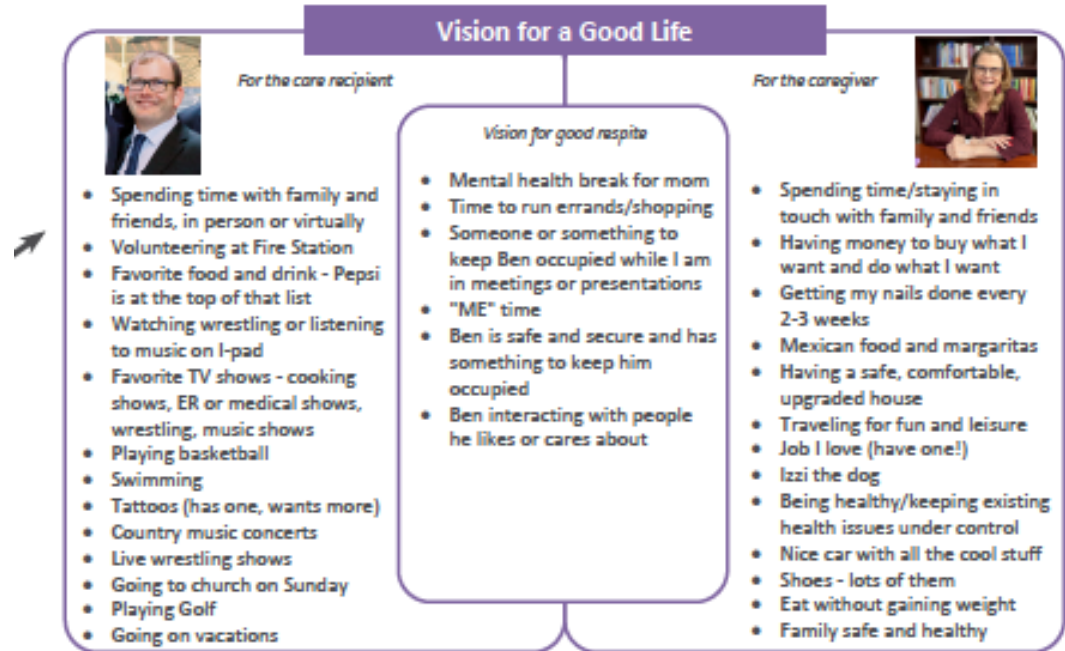 Vision for a Good Life
For the care recipient
• Spending time with family and
friends, in person or virtually
• Volunteering at Fire Station
• Favorite food and drink - Pepsi
is at the top of that list
• Watching wrestling or listening
to music on I-pad
• Favorite TV shows - cooking
shows, ER or medical shows,
wrestling, music shows
• Playing basketball
• Swimming
• Tattoos (has one, wants more)
• Country music concerts
• Live wrestling shows
• Going to church on Sunday
• Playing Golf
• Going on vacations
Vision for good respite
• Mental health break for mom
• Time to run errands/shopping
• Someone or something to
keep Ben occupied while I am
in meetings or presentations
• "ME" time
• Ben is safe and secure and has
something to keep him
occupied
• Ben interacting with people
he likes or cares about
For the caregiver
• Spending time/staying in
touch with family and friends
• Having money to buy what I
want and do what I want
• Getting my nails done every
2-3 weeks
• Mexican food and margaritas
• Having a safe, comfortable,
upgraded house
• Traveling for fun and leisure
• Job I love (have one!)
• Izzi the dog
• Being healthy/keeping existing
health issues under control
• Nice car with all the cool stuff
• Shoes - lots of them
• Eat without gaining weight
• Family safe and healthy